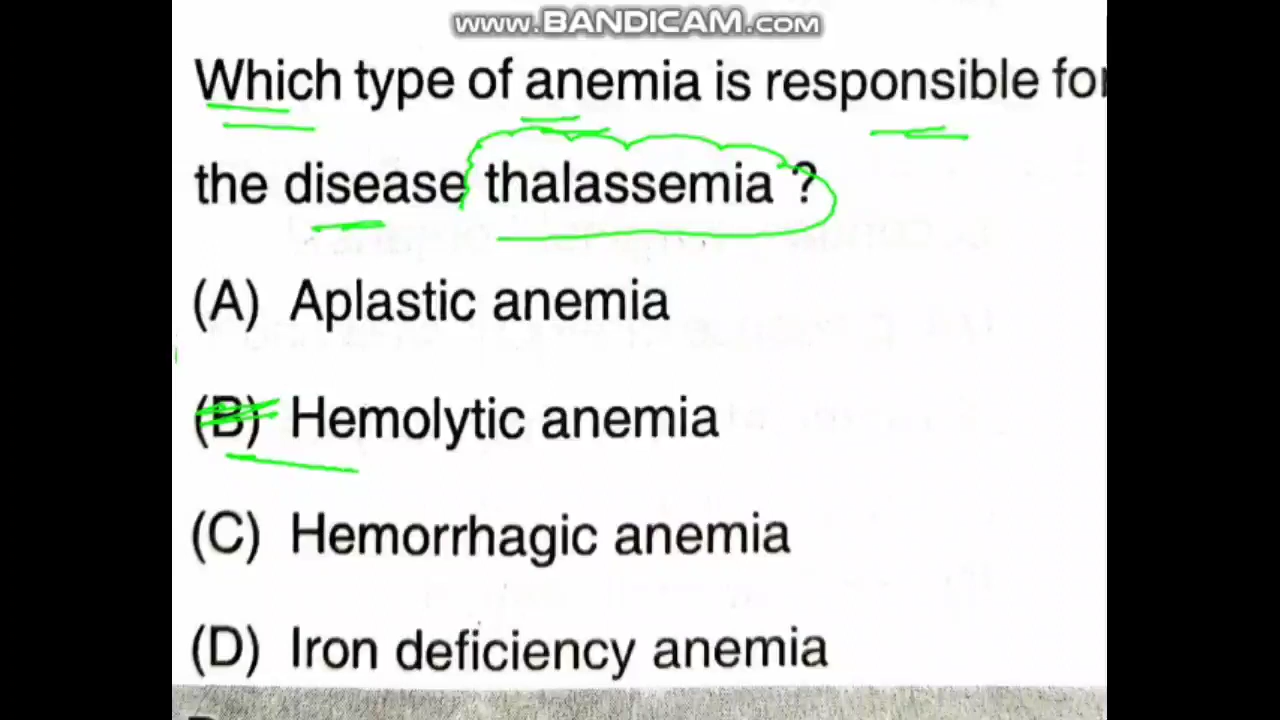 www.BANDICAM.com
Which type of anemia is responsible for
the disease thalassemia ?
(A) Aplastic anemia
(B) Hemolytic anemia
(C) Hemorrhagic anemia
(D) Iron deficiency anemia